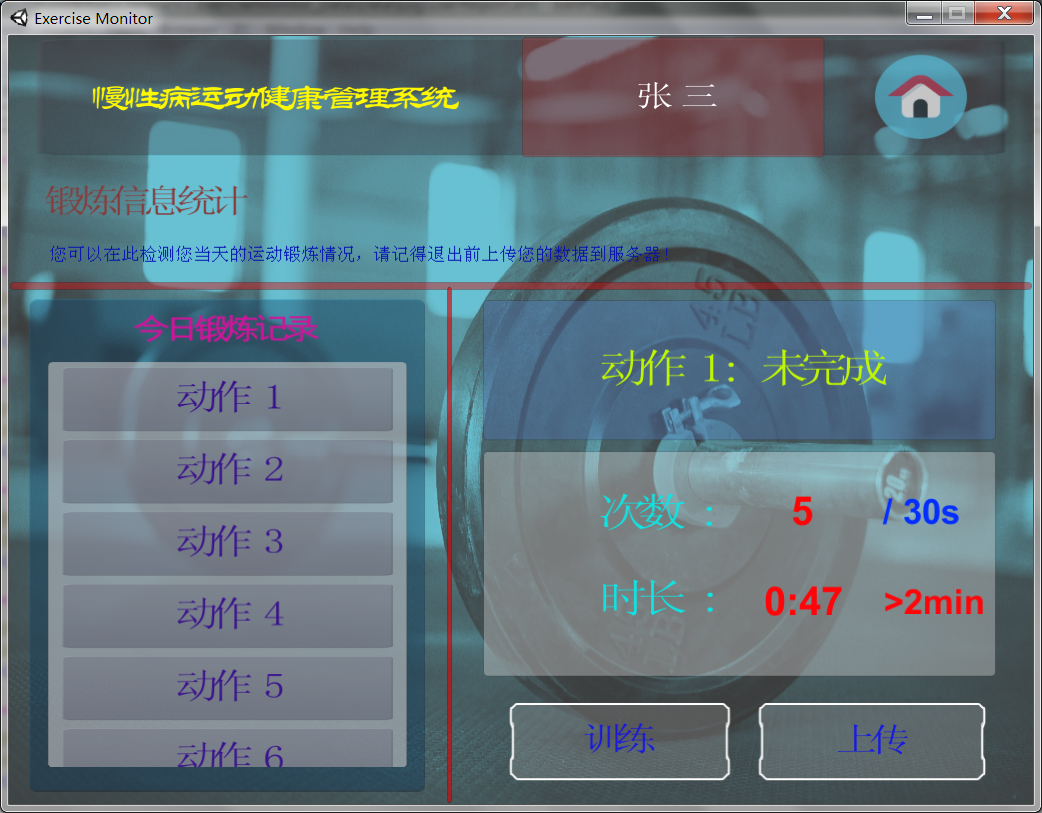 Exercise Monitor
慢性病运动健康管理系统
张 三
锻炼信息统计
您可以在此检测您当天的运动锻炼情况，请记得退出前上传您的数据到服务器！
今日锻炼记录
动作 1
动作 2
动作 3
动作 4
动作 5
动作 6
动作 1：未完成
次数 ： 5 / 30s
时长 ： 0:47 >2min
训练
上传
45
LB
20